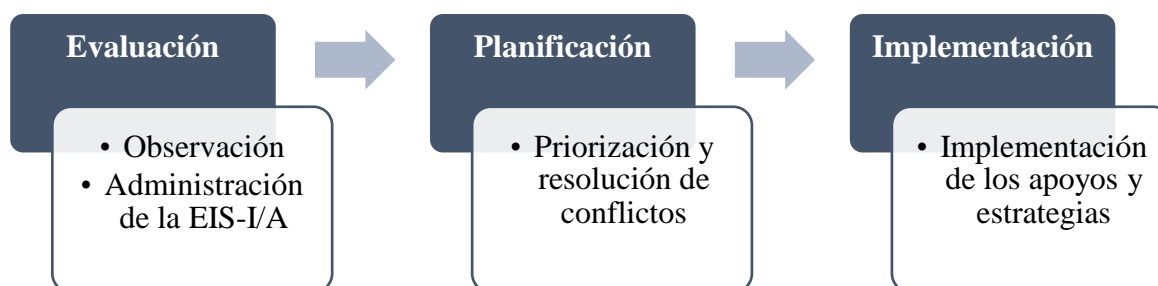 Evaluación
• Observación
• Administración
de la EIS-I/A
Planificación
• Priorización y
resolución de
conflictos
Implementación
• Implementación
de los apoyos y
estrategias